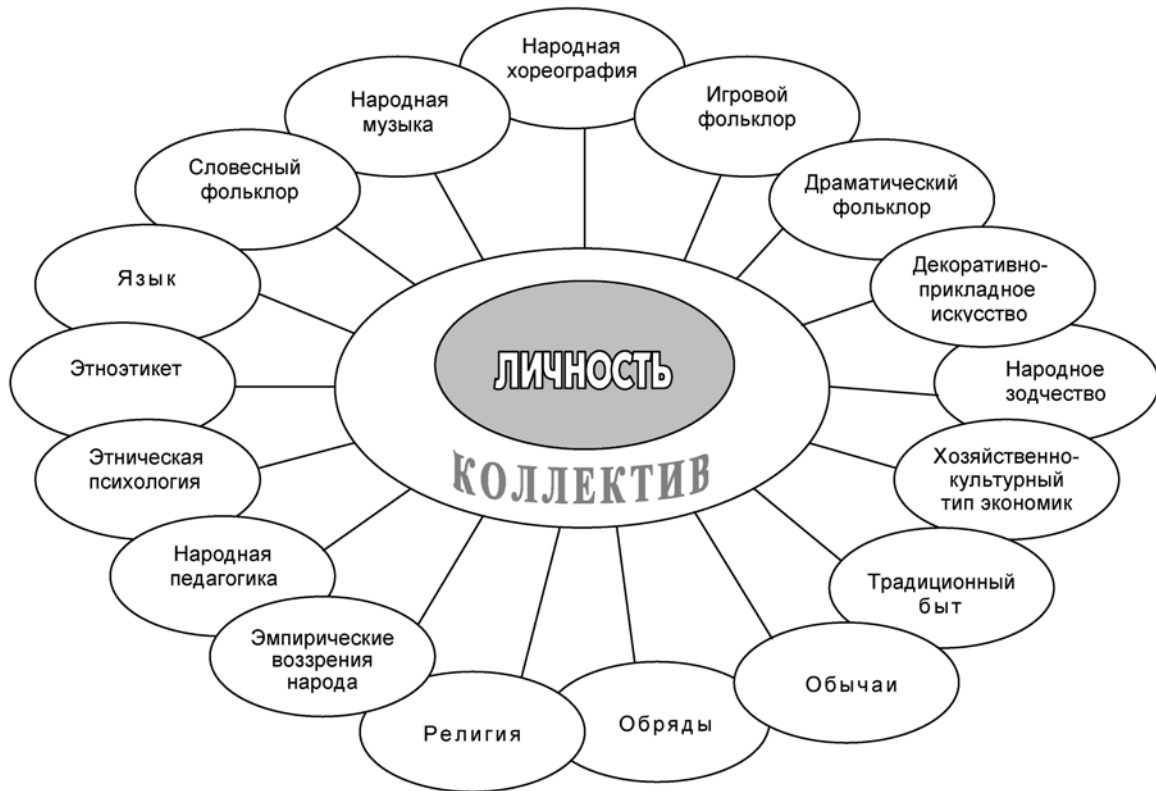 Народная
хореография
Игровой
фольклор
Драматический
фольклор
Декоративно-
прикладное
искусство
Народное
зодчество
Хозяйственно-
культурный
тип экономик
Традиционный
быт
Обычаи
Обряды
Религия
Эмпирические
воззрения
народа
Народная
педагогика
Этническая
психология
Этноэтикет
Язык
Словесный
фольклор
Народная
музыка
ЛИЧНОСТЬ
КОЛЛЕКТИВ